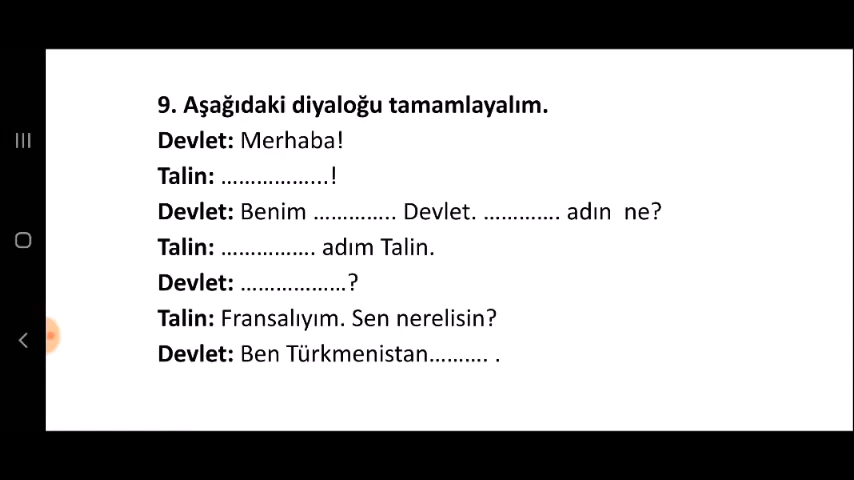 9. Aşağıdaki diyaloğu tamamlayalım.
Devlet: Merhaba!
Talin: ………………..!
Devlet: Benim ………….. Devlet. …………. adın  ne?
Talin: ……………. adım Talin.
Devlet: ………………?
Talin: Fransalıyım. Sen nerelisin?
Devlet: Ben Türkmenistan………. .